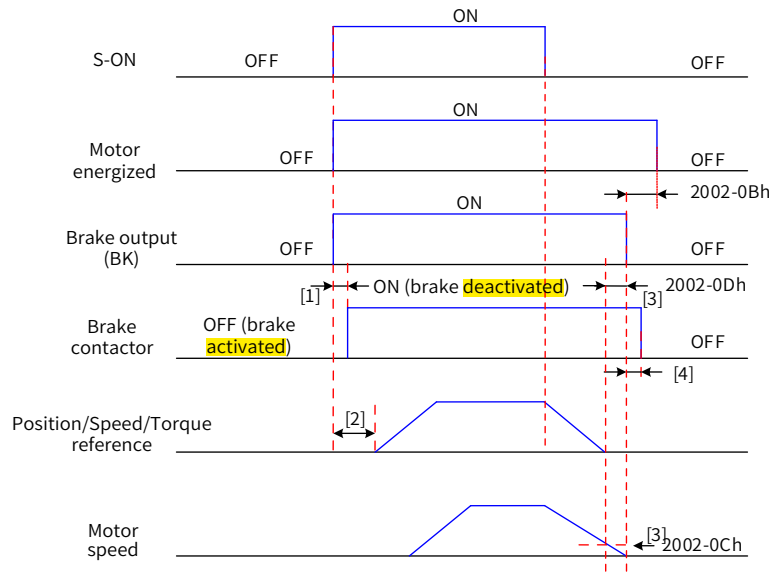 ON
S-ON
OFF
OFF
ON
Motor
energized
OFF
OFF
2002-0Bh
ON
Brake output
(BK)
OFF
OFF
[1]
ON (brake deactivated)
[3]
2002-0Dh
Brake
contactor
OFF (brake
activated)
OFF
[4]
Position/Speed/Torque
reference
[2]
Motor
speed
[3]
2002-0Ch